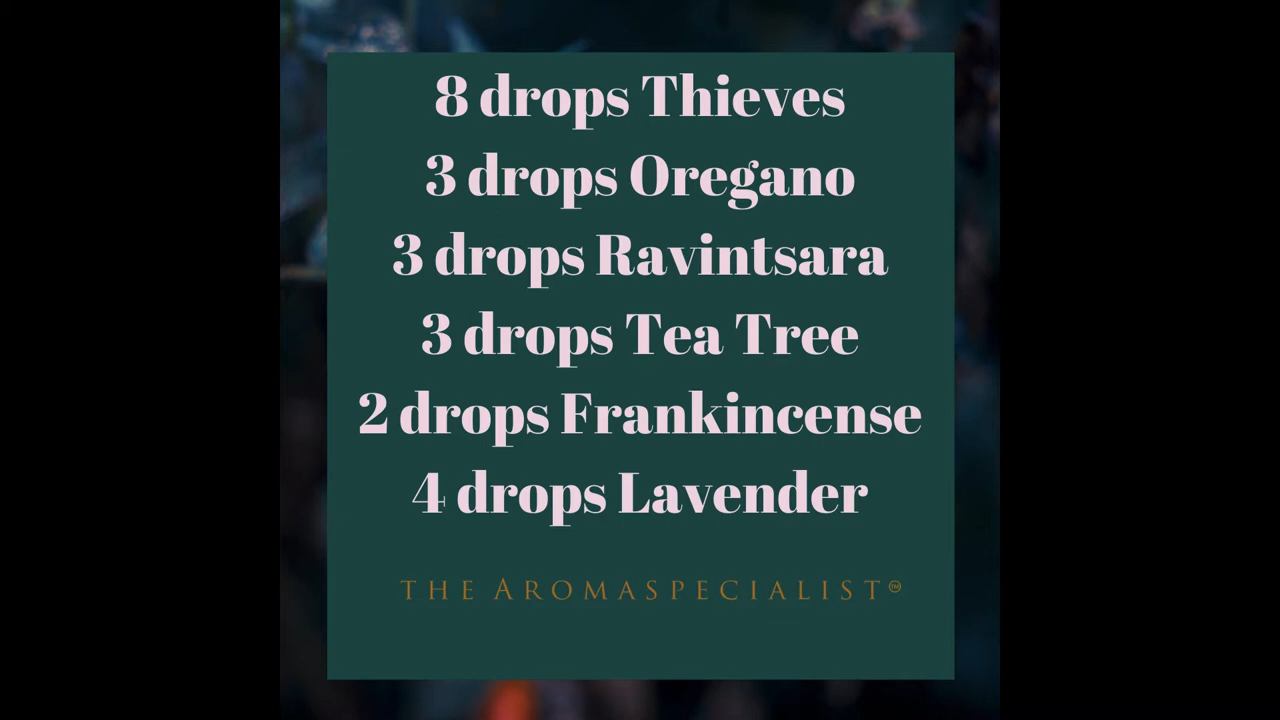 8 drops Thieves
3 drops Oregano
3 drops Ravintsara
3 drops Tea Tree
2 drops Frankincense
4 drops Lavender
THE AROMASPECIALIST™